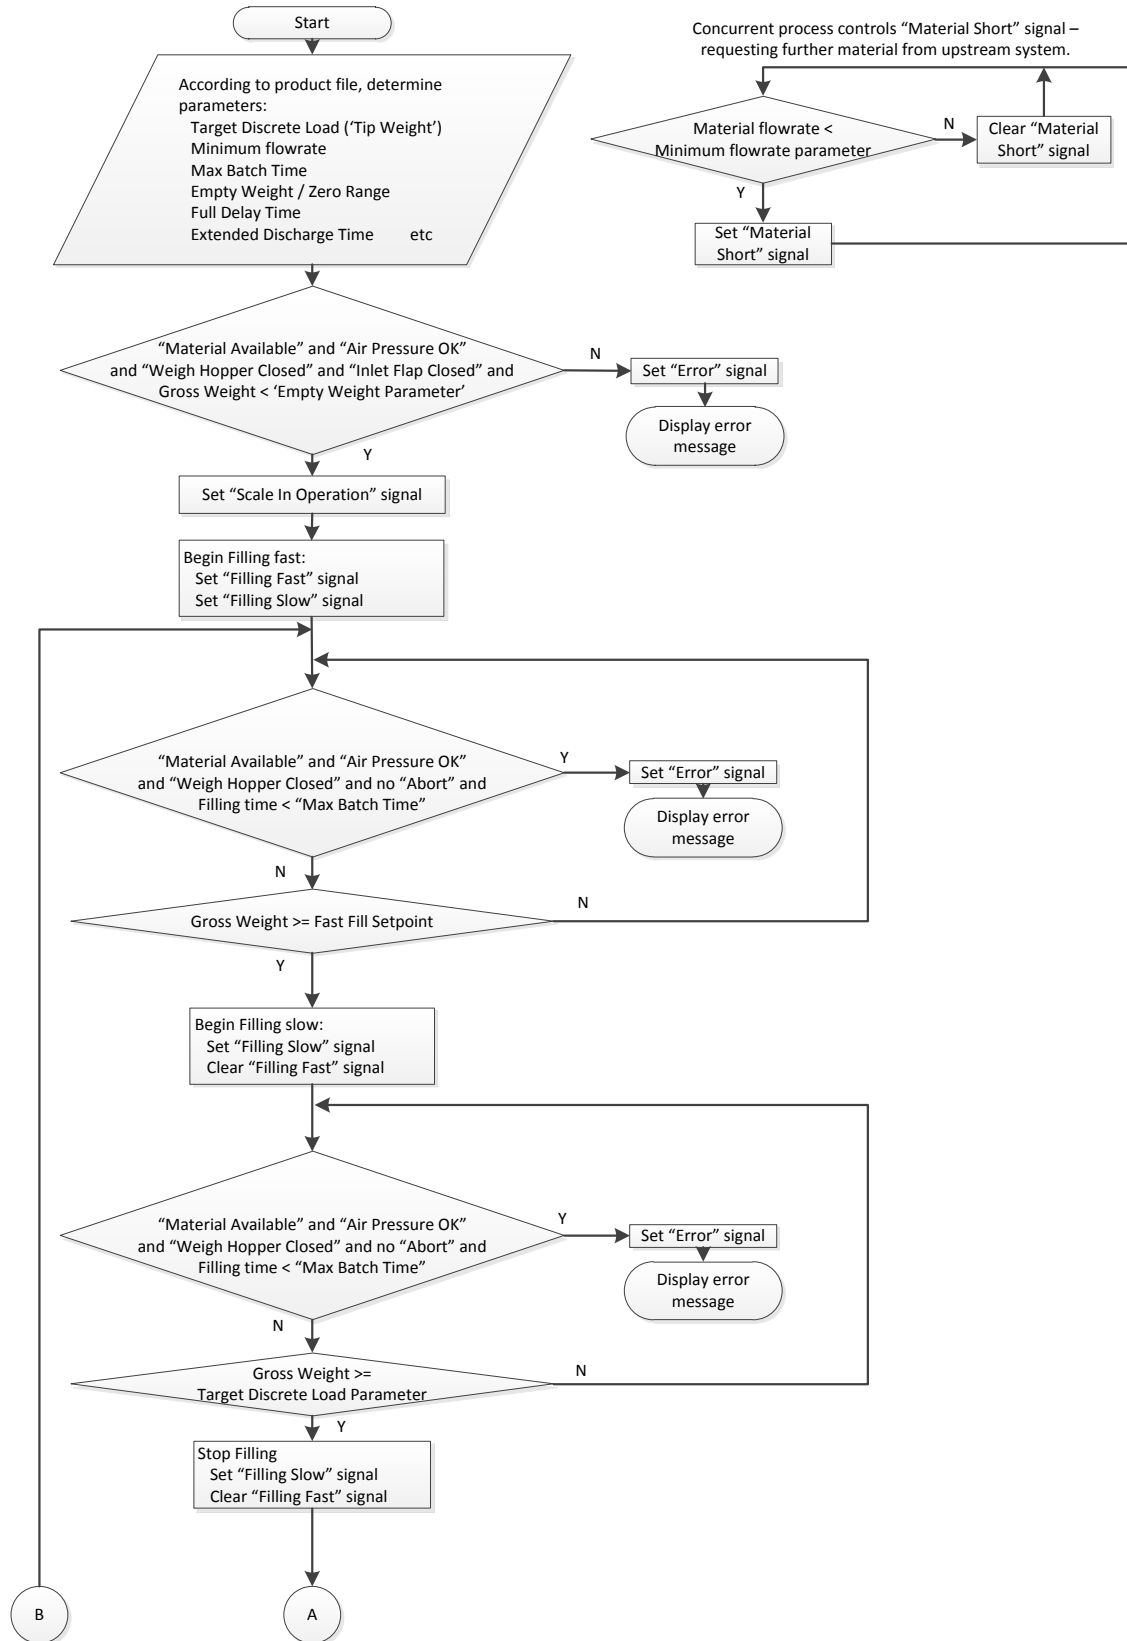 Start
Concurrent process controls “Material Short” signal –
requesting further material from upstream system.
According to product file, determine
parameters:
Target Discrete Load (‘Tip Weight’)
Minimum flowrate
Max Batch Time
Empty Weight / Zero Range
Full Delay Time
Extended Discharge Time etc
Material flowrate <
Minimum flowrate parameter
N
Clear “Material
Short” signal
Y
Set “Material
Short” signal
“Material Available” and “Air Pressure OK”
and “Weigh Hopper Closed” and “Inlet Flap Closed” and
Gross Weight < ‘Empty Weight Parameter’
N
Set “Error” signal
Display error
message
Y
Set “Scale In Operation” signal
Begin Filling fast:
Set “Filling Fast” signal
Set “Filling Slow” signal
“Material Available” and “Air Pressure OK”
and “Weigh Hopper Closed” and no “Abort” and
Filling time < “Max Batch Time”
Y
Set “Error” signal
Display error
message
N
Gross Weight >= Fast Fill Setpoint
N
Y
Begin Filling slow:
Set “Filling Slow” signal
Clear “Filling Fast” signal
“Material Available” and “Air Pressure OK”
and “Weigh Hopper Closed” and no “Abort” and
Filling time < “Max Batch Time”
Y
Set “Error” signal
Display error
message
N
Gross Weight >=
Target Discrete Load Parameter
N
Y
Stop Filling
Set “Filling Slow” signal
Clear “Filling Fast” signal
B
A